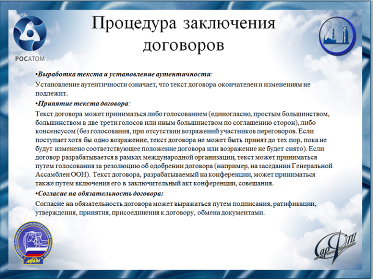 Процедура заключения
договоров
РОСАТОМ
•Выработка текста и установление аутентичности:
Установление аутентичности означает, что текст договора окончателен и изменениям не
подлежит.
•Принятие текста договора:
Текст договора может приниматься либо голосованием (единогласно, простым большинством,
большинством в две трети голосов или иным большинством по соглашению сторон), либо
консенсусом (без голосования, при отсутствии возражений участников переговоров. Если
поступает хотя бы одно возражение, текст договора не может быть принят до тех пор, пока не
будут изменено соответствующее положение договора или возражение не будет снято). Если
договор разрабатывается в рамках международной организации, текст может приниматься
путем голосования за резолюцию об одобрении договора (например, на заседании Генеральной
Ассамблеи ООН). Текст договора, разрабатываемый на конференции, может приниматься
также путем включения его в заключительный акт конференции, совещания.
•Согласие на обязательность договора:
Согласие на обязательность договора может выражаться путем подписания, ратификации,
утверждения, принятия, присоединения к договору, обмена документами.